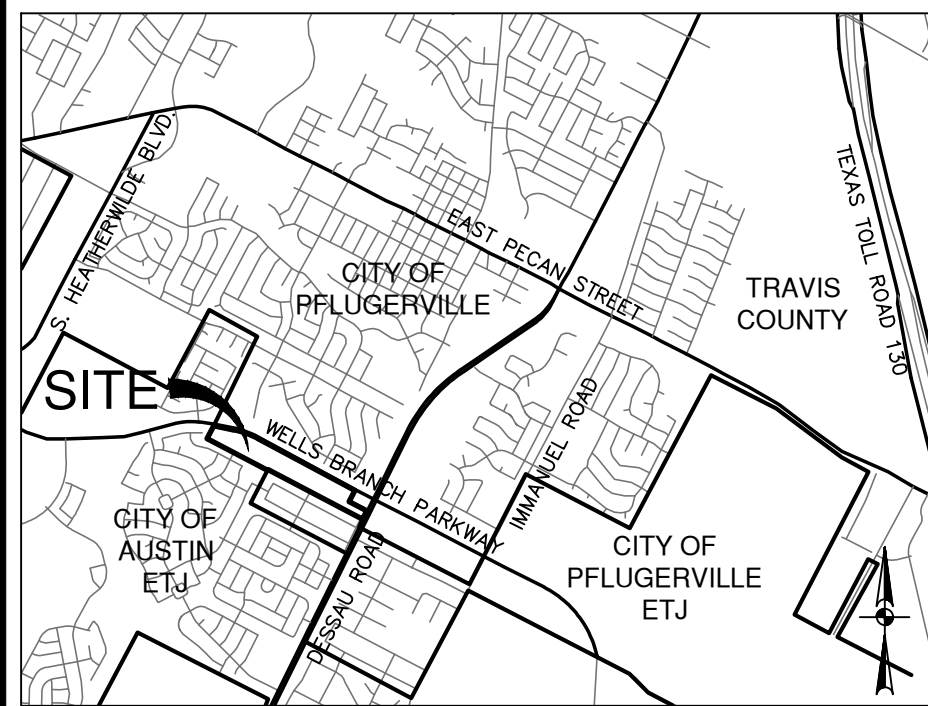 S. HEATHERWILDE BLVD.
EAST PECAN STREET
TEXAS TOLL ROAD 130
CITY OF
PFLUGERVILLE
TRAVIS
COUNTY
SITE
WELLS BRANCH PARKWAY
IMMANUEL ROAD
CITY OF
AUSTIN
ETJ
DESSAU ROAD
CITY OF
PFLUGERVILLE
ETJ